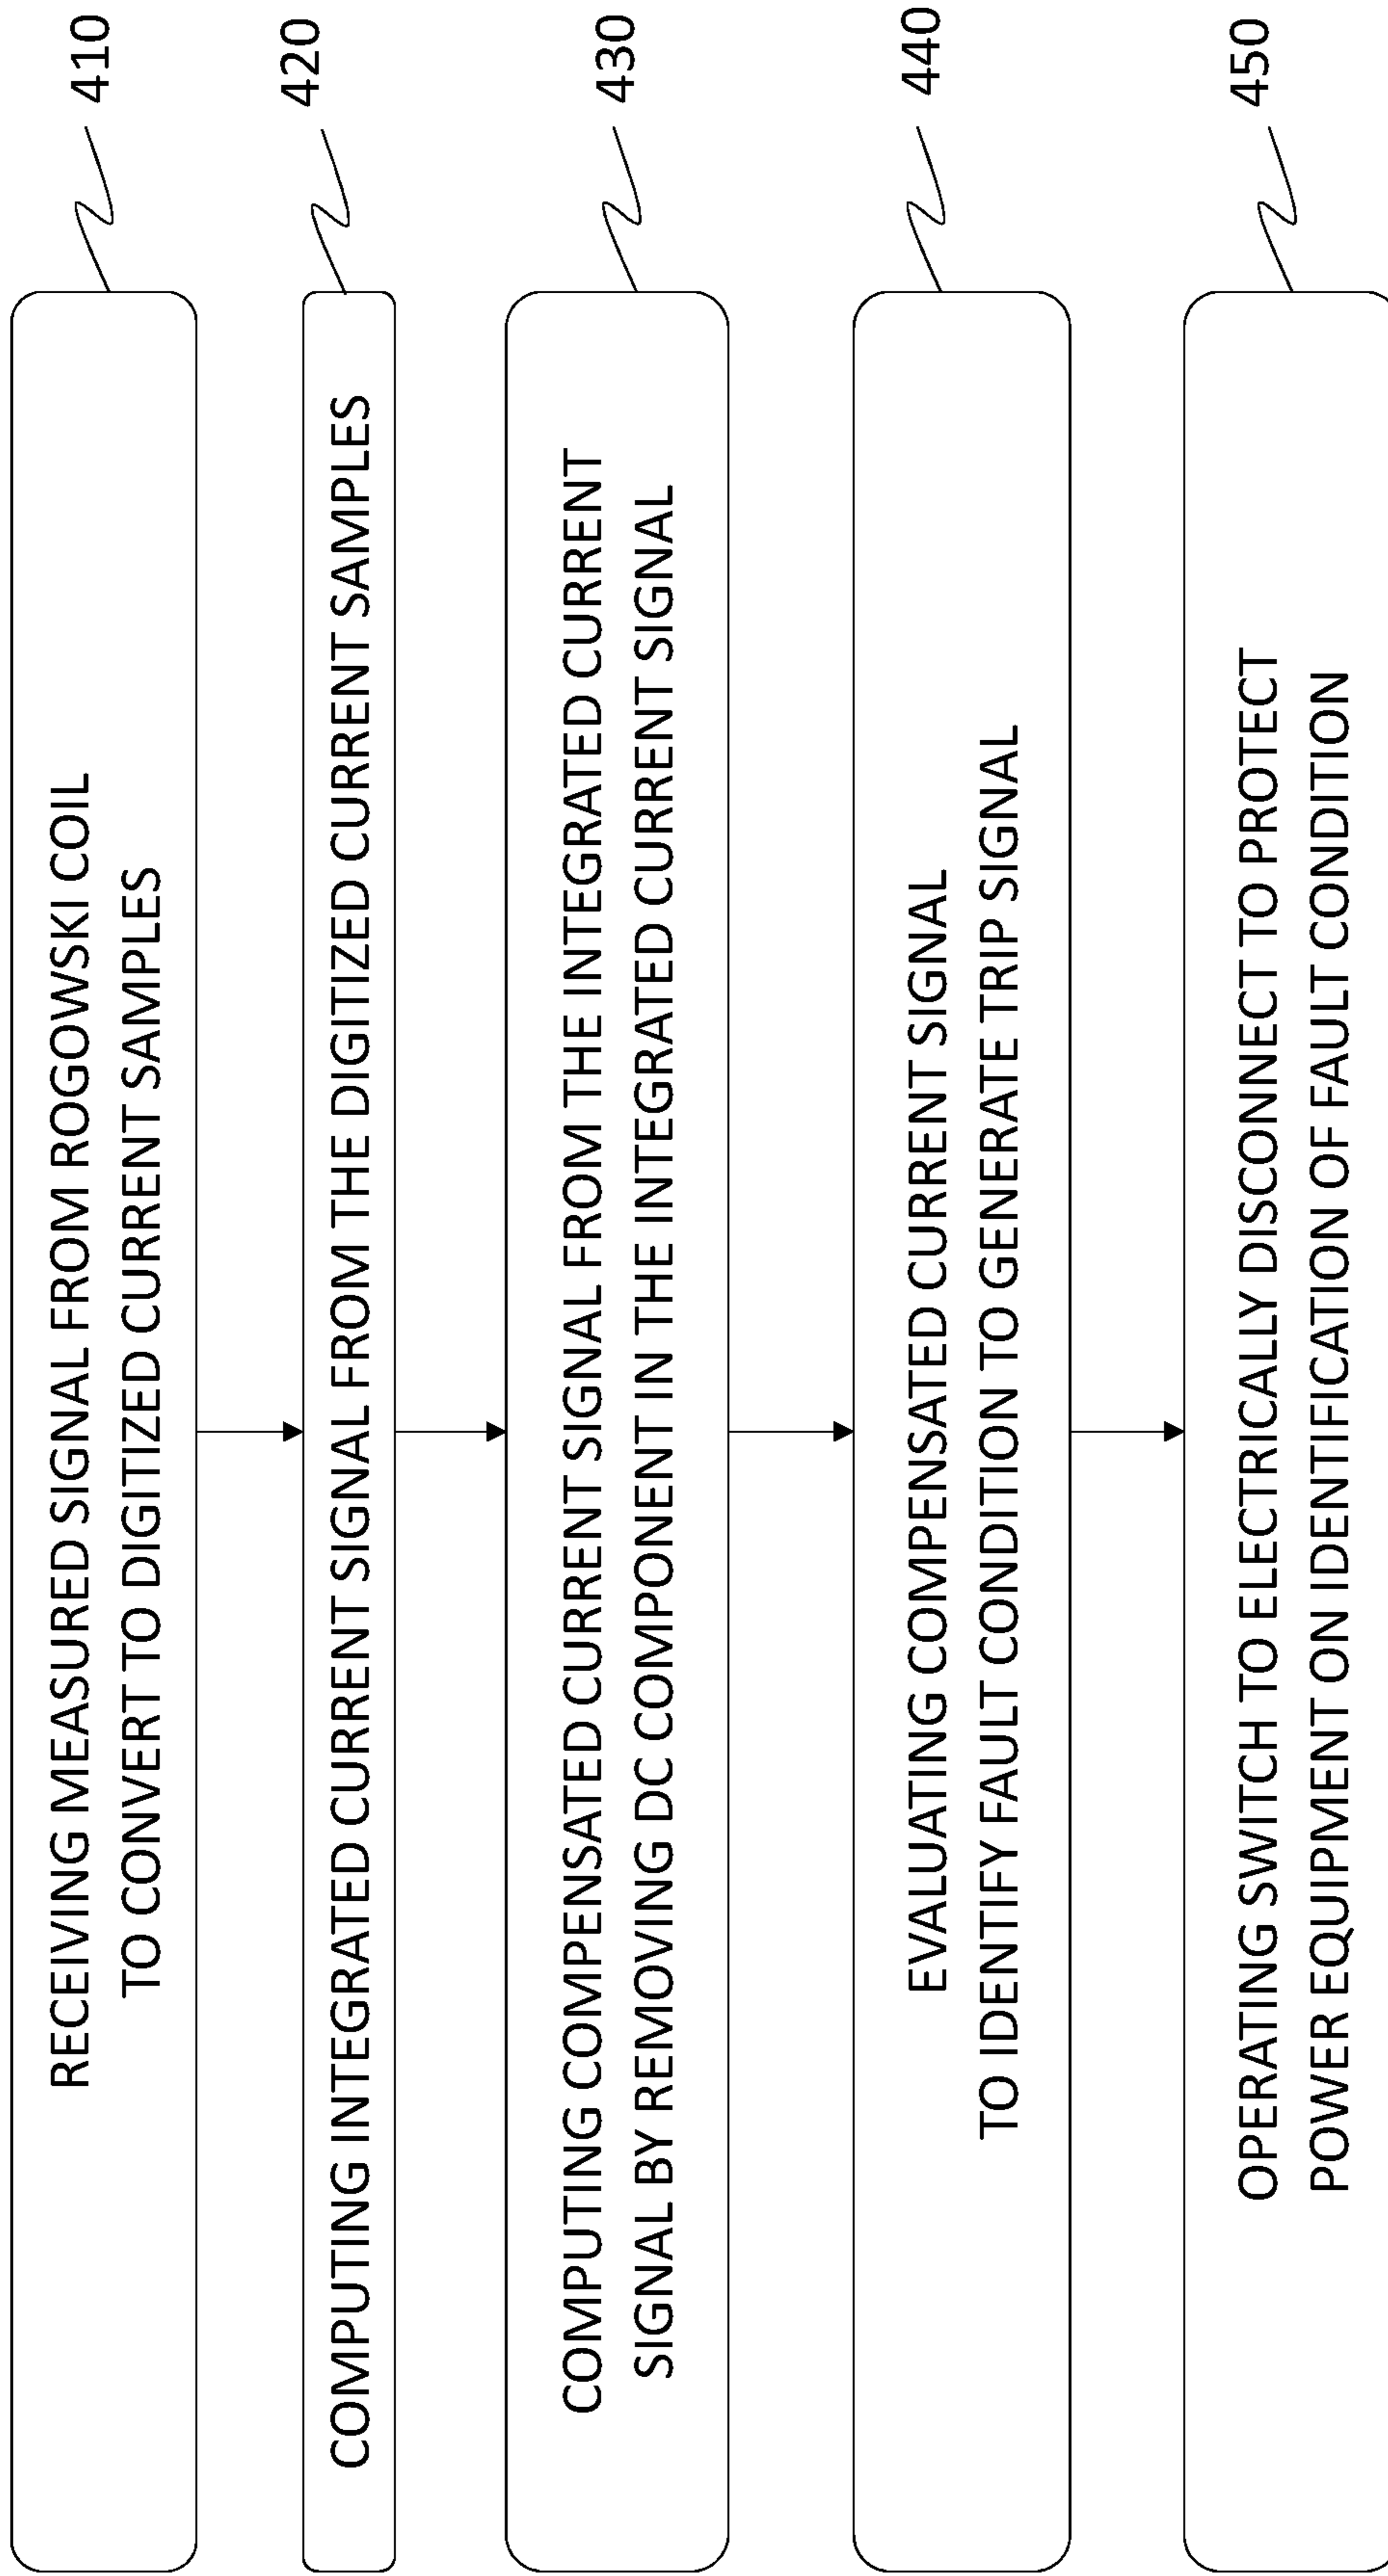 RECEIVING MEASURED SIGNAL FROM ROGOWSKI COIL
TO CONVERT TO DIGITIZED CURRENT SAMPLES
410
COMPUTING INTEGRATED CURRENT SIGNAL FROM THE DIGITIZED CURRENT SAMPLES
420
COMPUTING COMPENSATED CURRENT SIGNAL FROM THE INTEGRATED CURRENT
SIGNAL BY REMOVING DC COMPONENT IN THE INTEGRATED CURRENT SIGNAL
430
EVALUATING COMPENSATED CURRENT SIGNAL
TO IDENTIFY FAULT CONDITION TO GENERATE TRIP SIGNAL
440
OPERATING SWITCH TO ELECTRICALLY DISCONNECT TO PROTECT
POWER EQUIPMENT ON IDENTIFICATION OF FAULT CONDITION
450